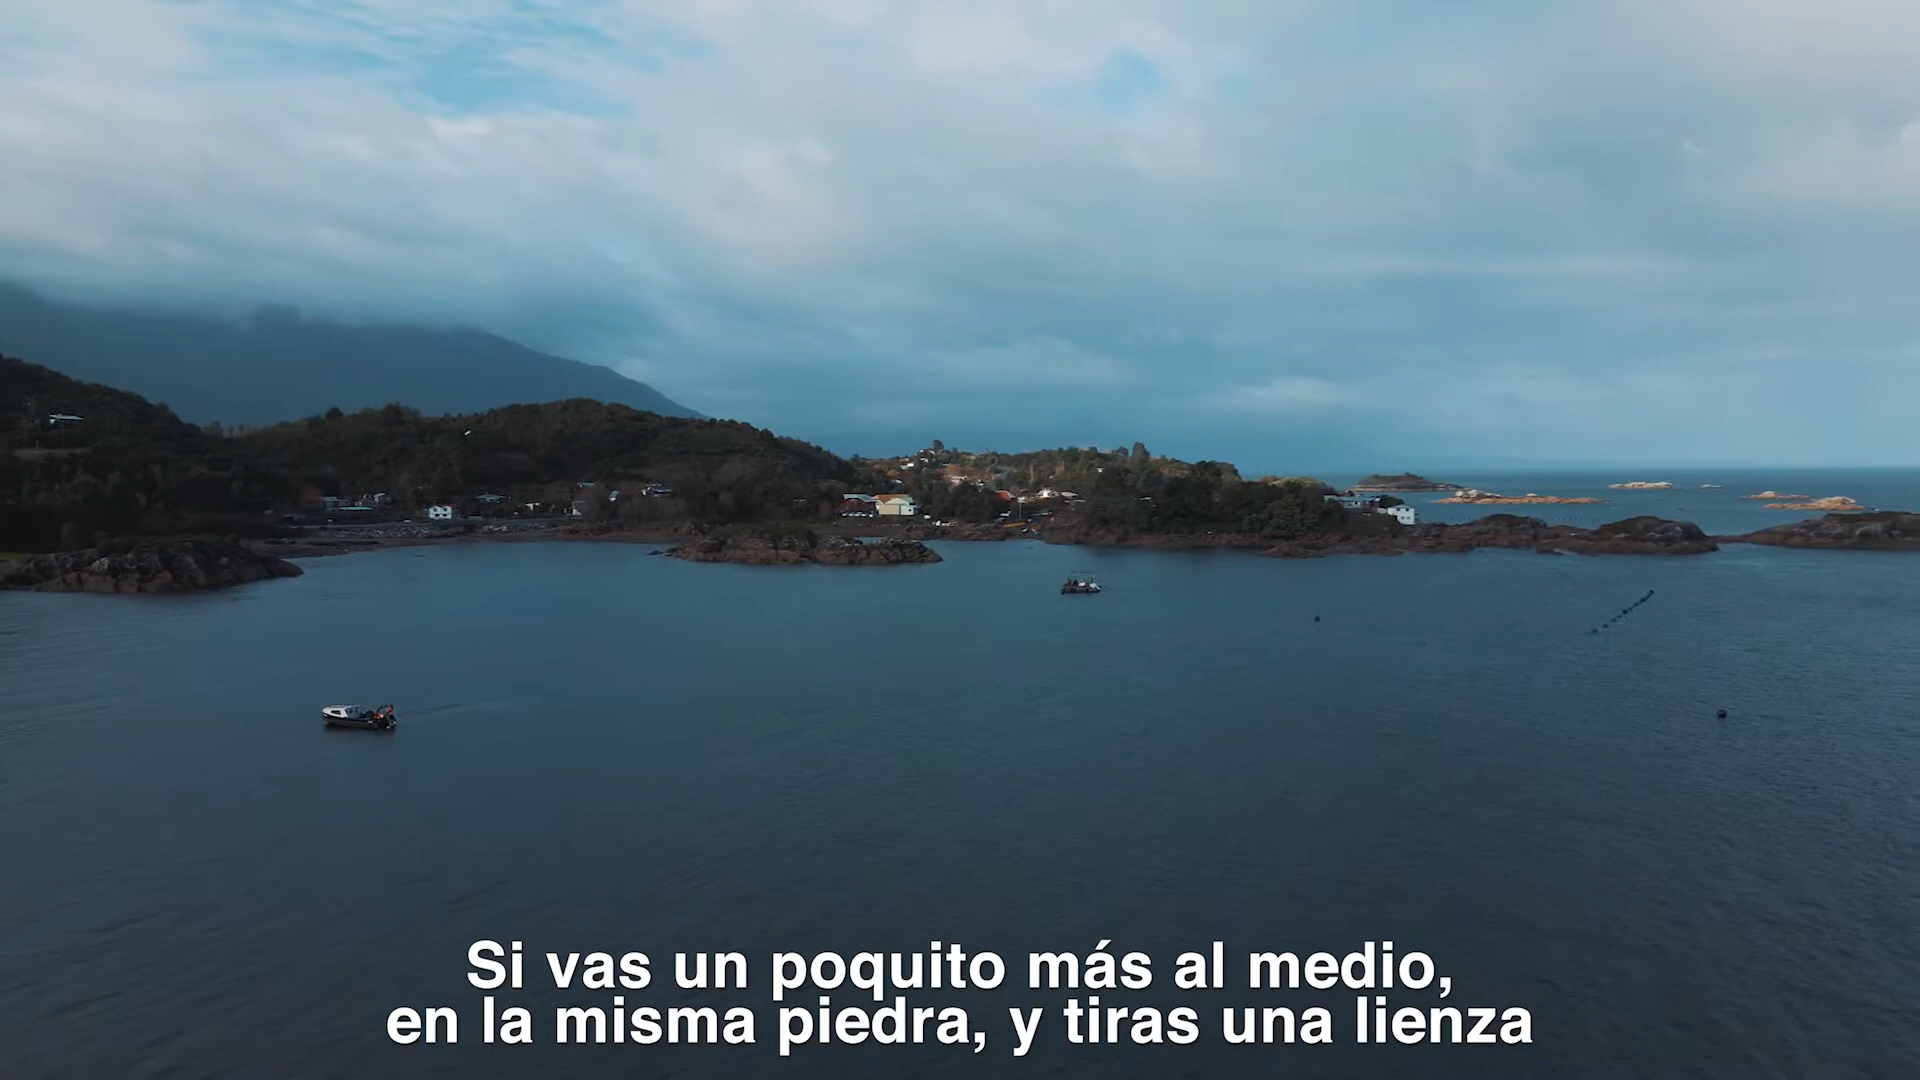 Si vas un poquito más al medio,
en la misma piedra, y tiras una lienza